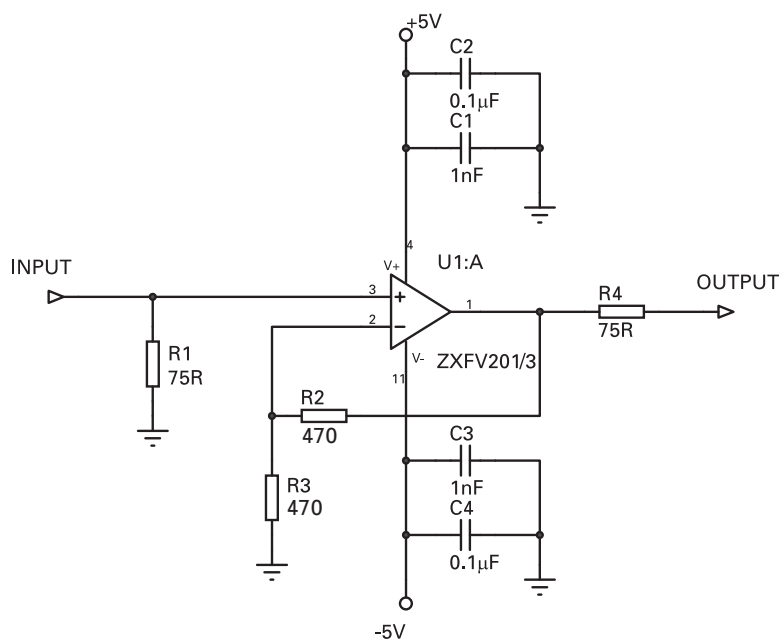 +5V
C2
0.1µF
C1
1nF
4
V+
U1:A
INPUT
OUTPUT
3
+
1
R4
2
−
75R
R1
75R
V-
ZXFV201/3
11
R2
470
C3
1nF
R3
470
C4
0.1µF
-5V